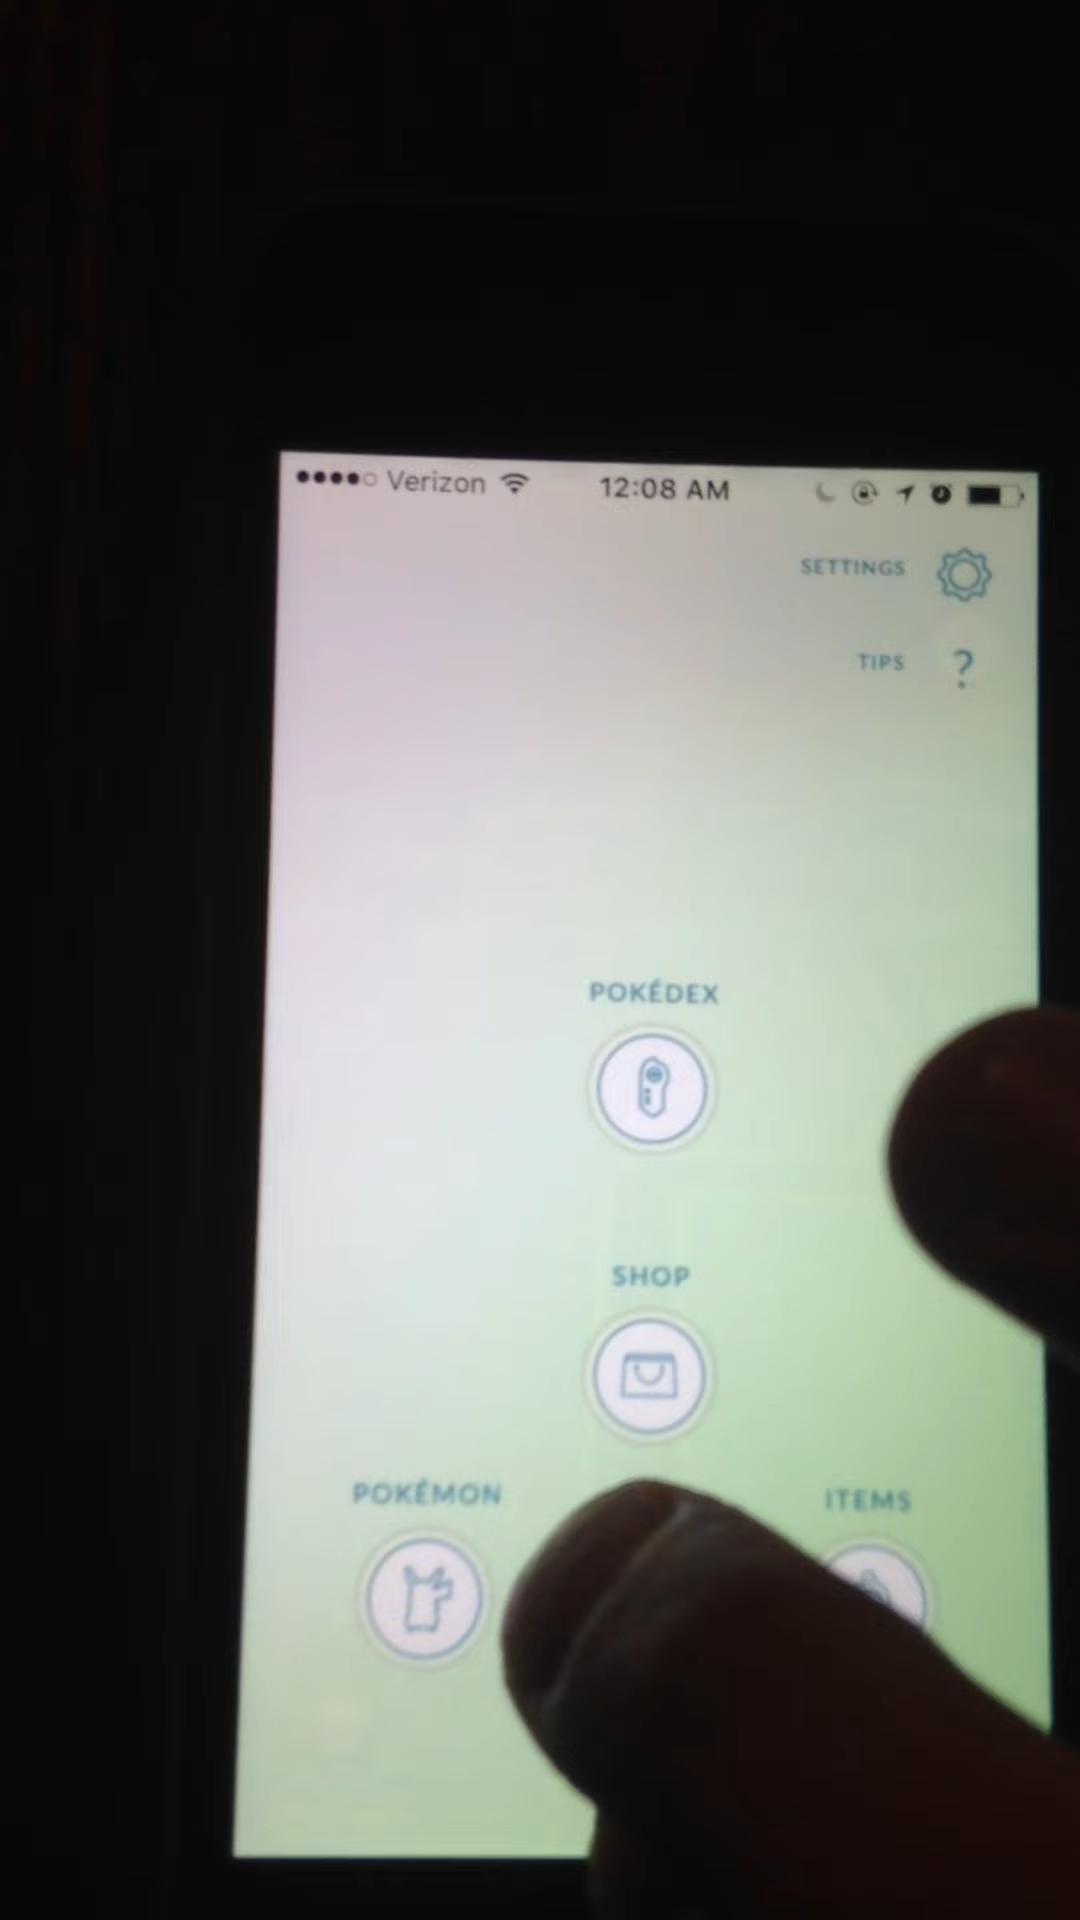 Verizon 12:08 AM
SETTINGS
TIPS ?
POKÉDEX
SHOP
POKÉMON ITEMS